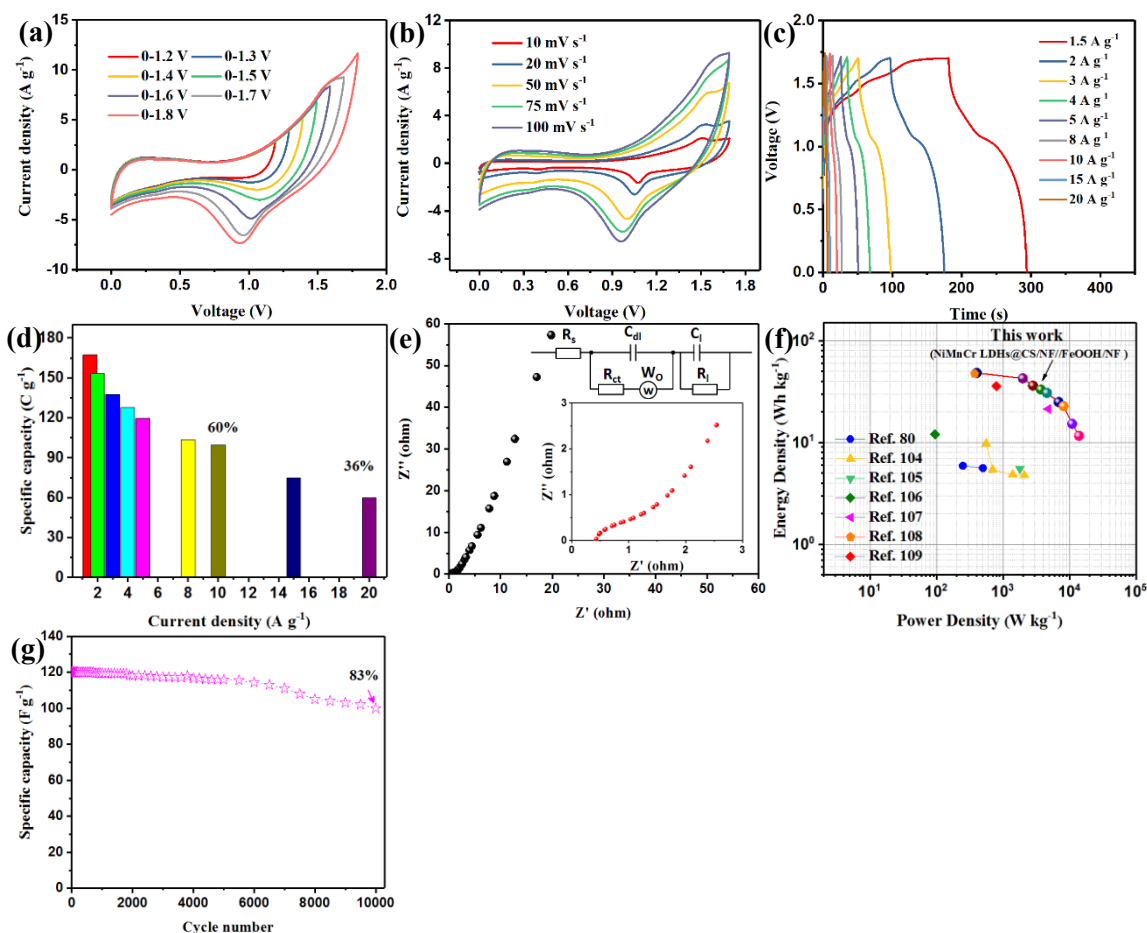 (a)
15
10
5
0
-5
-10
0.0
0.5
1.0
1.5
2.0
Current density (A g⁻¹)
Voltage (V)
0-1.2 V
0-1.3 V
0-1.4 V
0-1.5 V
0-1.6 V
0-1.7 V
0-1.8 V
(b)
12
8
4
0
-4
-8
0.0
0.3
0.6
0.9
1.2
1.5
1.8
Current density (A g⁻¹)
Voltage (V)
10 mV s⁻¹
20 mV s⁻¹
50 mV s⁻¹
75 mV s⁻¹
100 mV s⁻¹
(c)
2.0
1.5
1.0
0.5
0.0
0
100
200
300
400
Voltage (V)
Time (s)
1.5 A g⁻¹
2 A g⁻¹
3 A g⁻¹
4 A g⁻¹
5 A g⁻¹
8 A g⁻¹
10 A g⁻¹
15 A g⁻¹
20 A g⁻¹
(d)
180
150
120
90
60
30
0
2
4
6
8
10
12
14
16
18
20
Specific capacity (C g⁻¹)
Current density (A g⁻¹)
60%
36%
(e)
60
50
40
30
20
10
0
0
10
20
30
40
50
60
Z'' (ohm)
Z' (ohm)
Rs
Cdl
Rct
WO
W
Cl
Rl
3
2
1
0
0
1
2
3
Z'' (ohm)
Z' (ohm)
(f)
This work
(NiMnCr LDHs@CS/NF//FeOOH/NF )
10²
10¹
10⁰
10¹
10²
10³
10⁴
10⁵
Energy Density (Wh kg⁻¹)
Power Density (W kg⁻¹)
Ref. 80
Ref. 104
Ref. 105
Ref. 106
Ref. 107
Ref. 108
Ref. 109
(g)
140
120
100
80
60
40
20
0
0
2000
4000
6000
8000
10000
Specific capacity (F g⁻¹)
Cycle number
83%